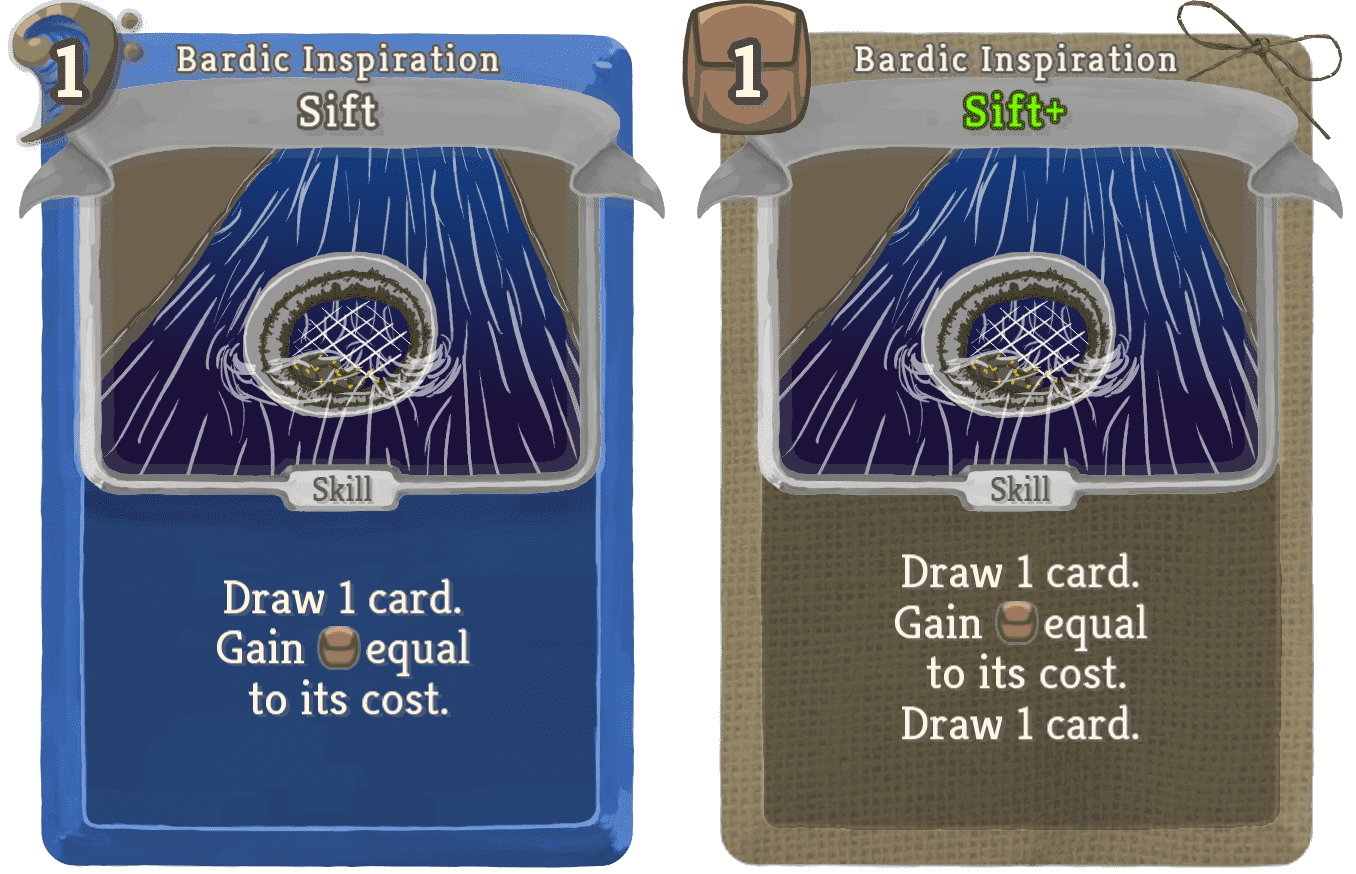 1
Bardic Inspiration
Sift
Skill
Draw 1 card.
Gain equal
to its cost.
1
Bardic Inspiration
Sift+
Skill
Draw 1 card.
Gain equal
to its cost.
Draw 1 card.